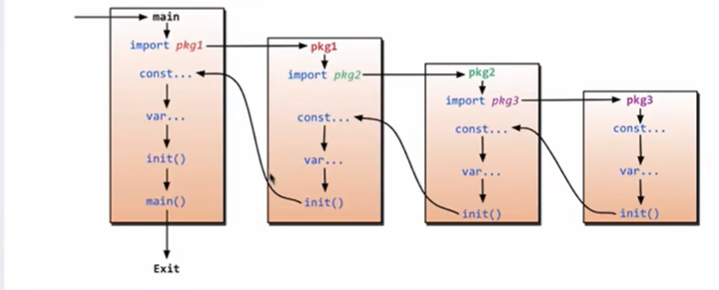 main
import pkg1
const...
var...
init()
main()
Exit
pkg1
import pkg2
const...
var...
init()
pkg2
import pkg3
const...
var...
init()
pkg3
const...
var...
init()